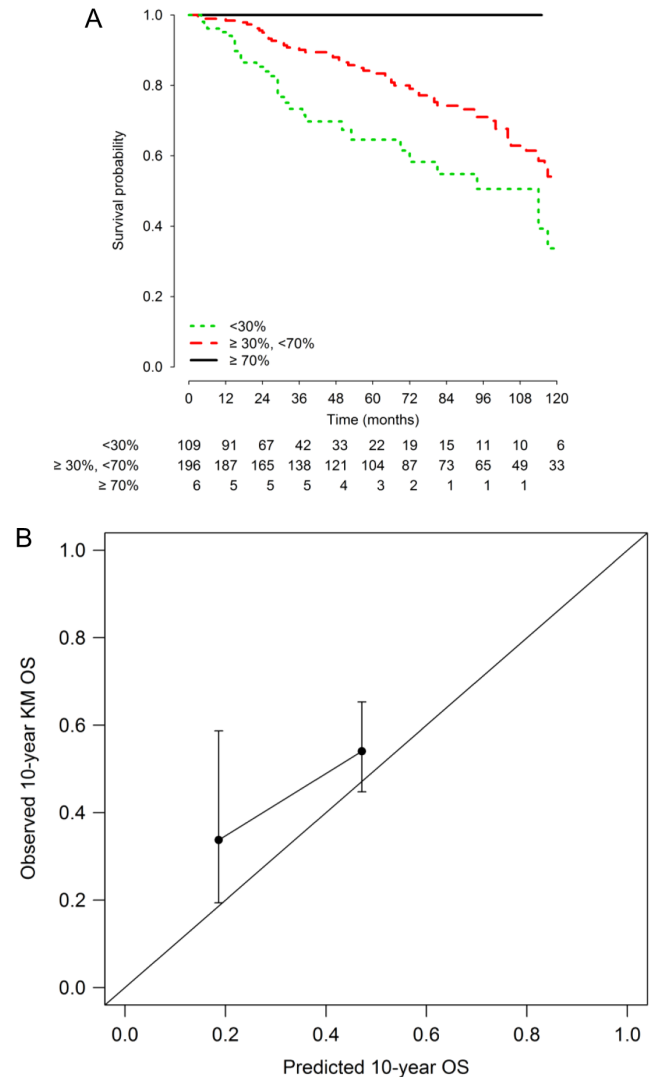 A
1.0
0.8
0.6
0.4
0.2
0.0
Survival probability
<30%
≥ 30%, <70%
≥ 70%
0 12 24 36 48 60 72 84 96 108 120
Time (months)
<30% 109 91 67 42 33 22 19 15 11 10 6
≥ 30%, <70% 196 187 165 138 121 104 87 73 65 49 33
≥ 70% 6 5 5 5 4 3 2 1 1 1
B
1.0
0.8
0.6
0.4
0.2
0.0
Observed 10-year KM OS
0.0 0.2 0.4 0.6 0.8 1.0
Predicted 10-year OS